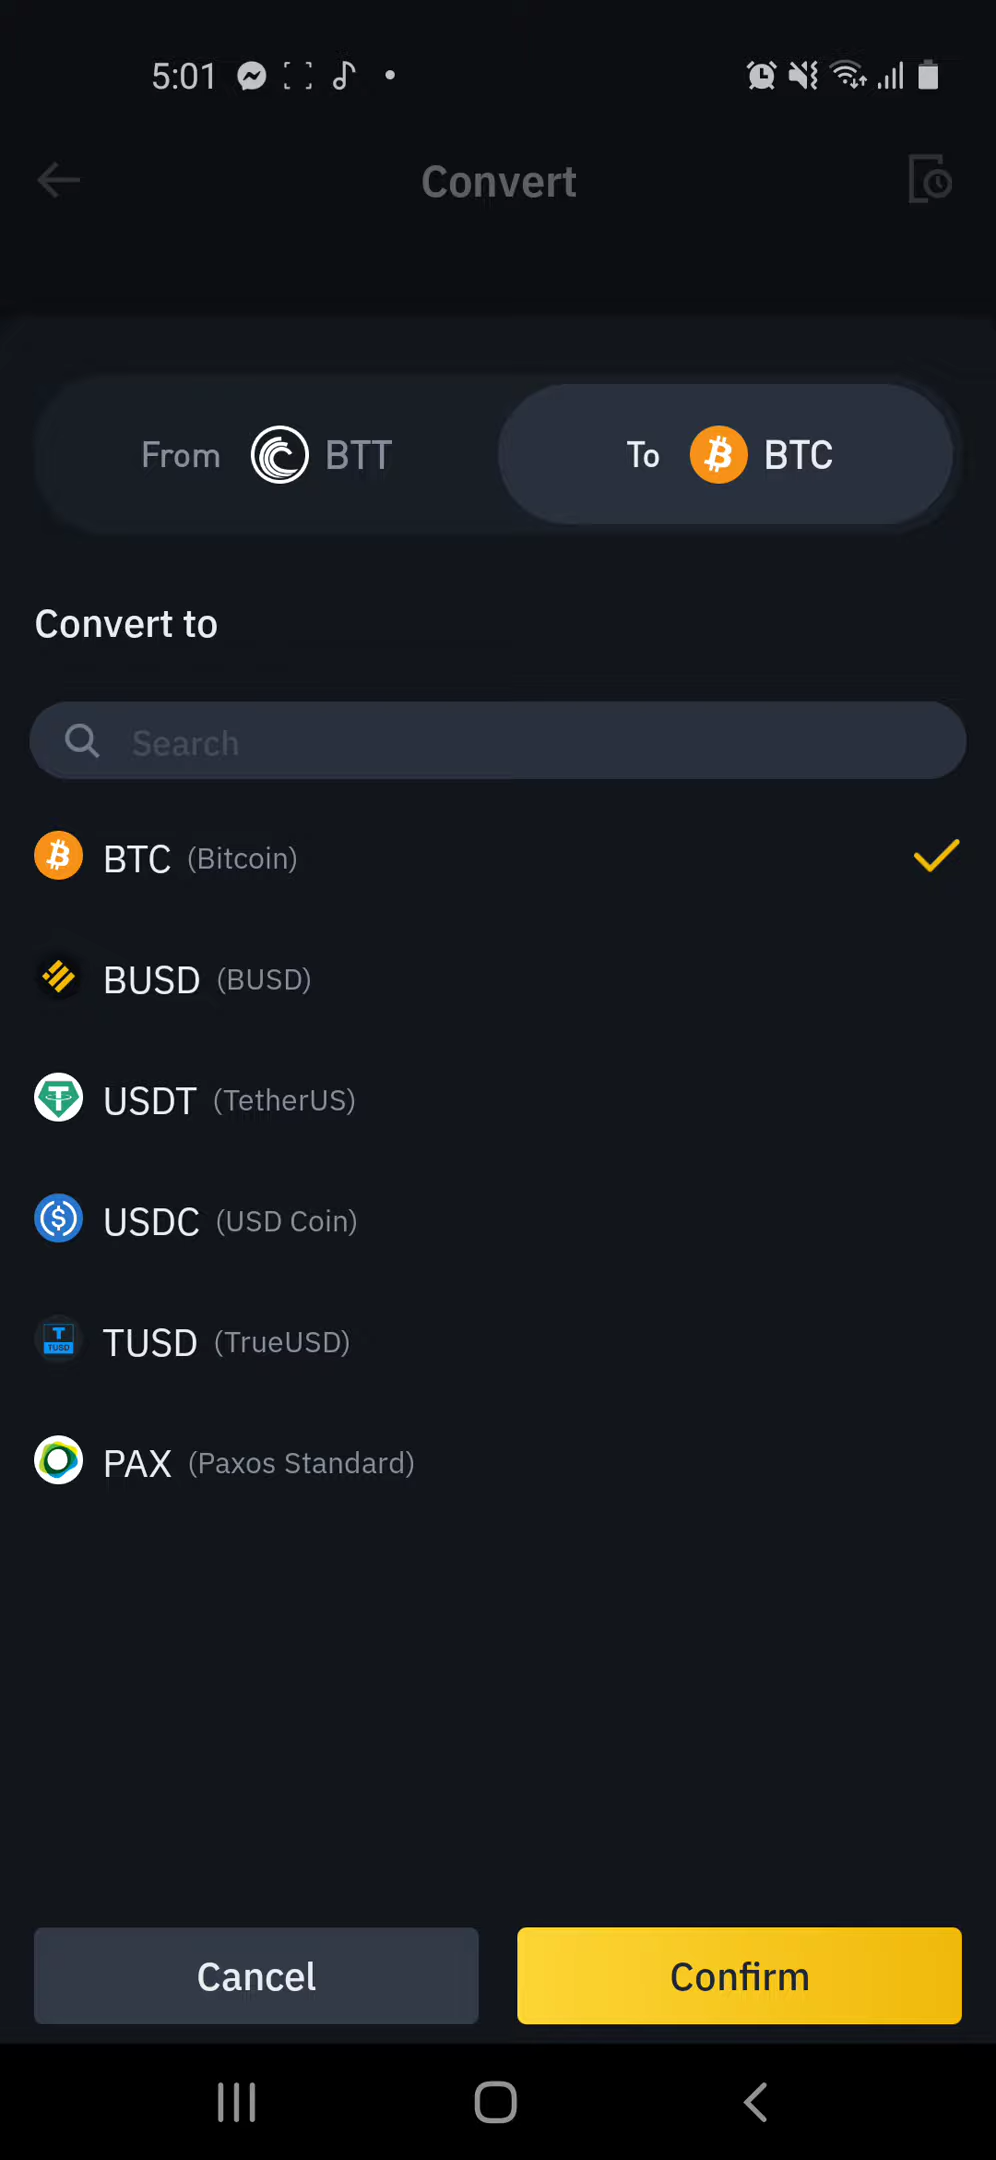 5:01
Convert
From BTT To BTC
Convert to
Search
BTC (Bitcoin)
BUSD (BUSD)
USDT (TetherUS)
USDC (USD Coin)
TUSD (TrueUSD)
PAX (Paxos Standard)
Cancel Confirm